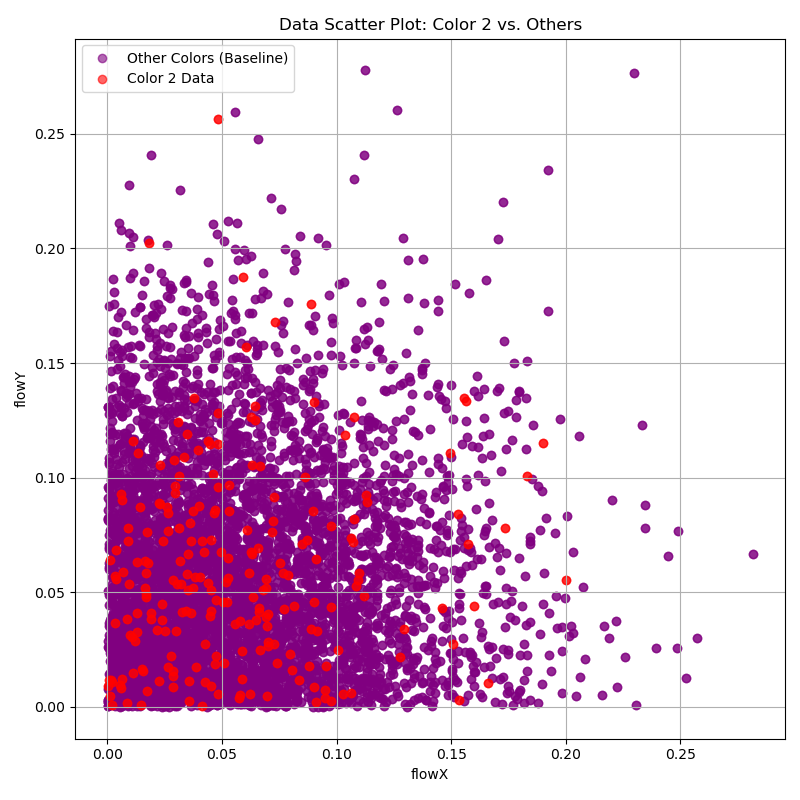 Data Scatter Plot: Color 2 vs. Others
Other Colors (Baseline)
Color 2 Data
flowY
0.25
0.20
0.15
0.10
0.05
0.00
0.00 0.05 0.10 0.15 0.20 0.25
flowX